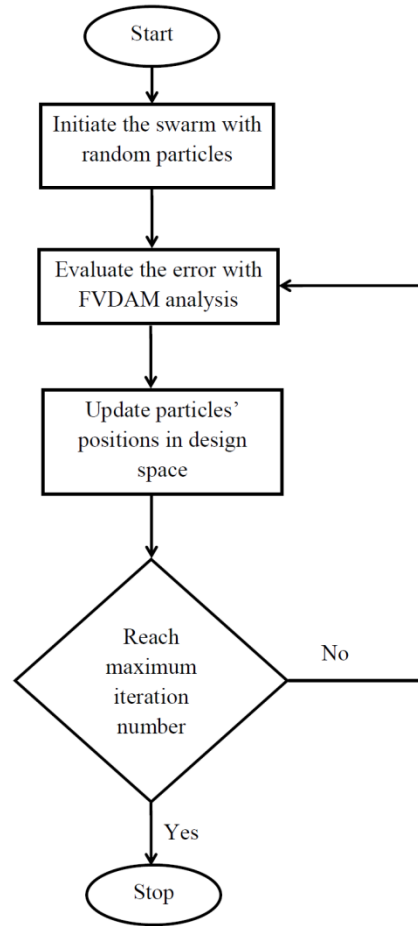 Start
Initiate the swarm with
random particles
Evaluate the error with
FVDAM analysis
Update particles’
positions in design
space
Reach
maximum
iteration
number
No
Yes
Stop